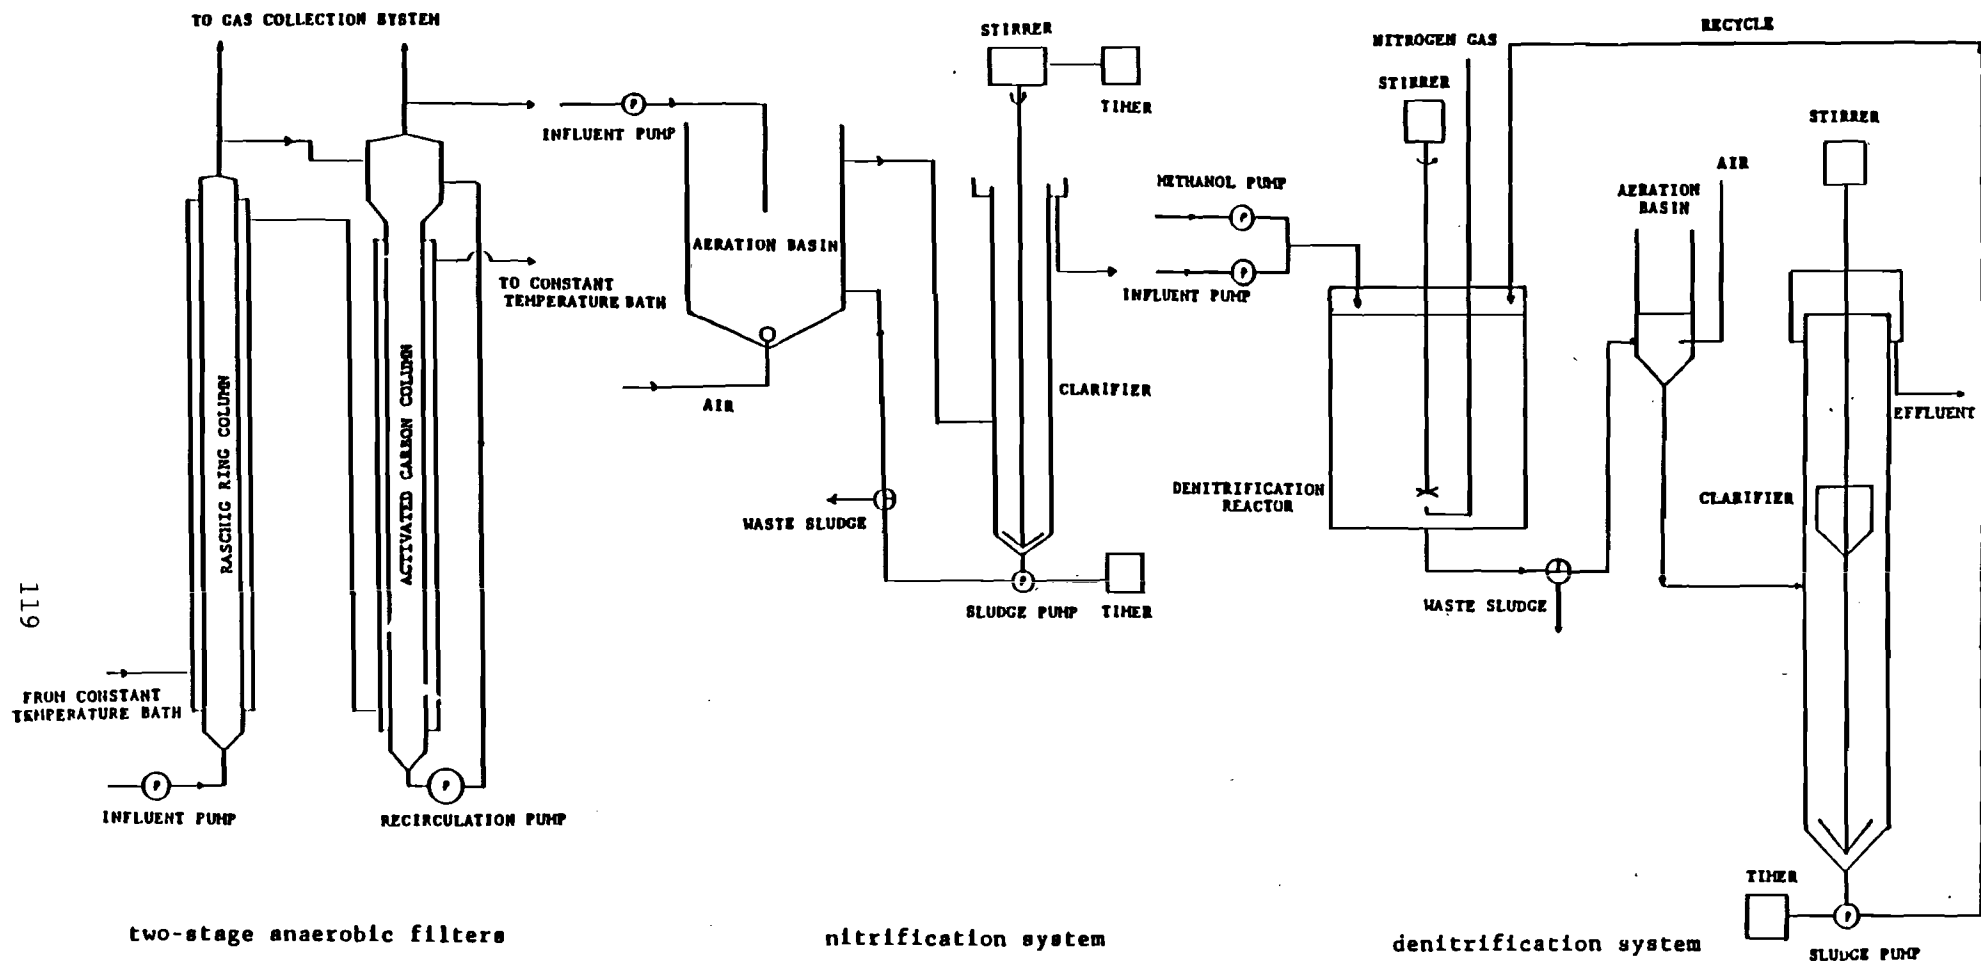 TO GAS COLLECTION SYSTEM
RASCHIG RING COLUMN
ACTIVATED CARBON COLUMN
FROM CONSTANT
TEMPERATURE BATH
P
INFLUENT PUMP
P
RECIRCULATION PUMP
TO CONSTANT
TEMPERATURE BATH
two-stage anaerobic filters
P
INFLUENT PUMP
AERATION BASIN
AIR
WASTE SLUDGE
STIRRER
TIMER
CLARIFIER
P
SLUDGE PUMP
TIMER
nitrification system
METHANOL PUMP
P
P
INFLUENT PUMP
NITROGEN GAS
STIRRER
RECYCLE
DENITRIFICATION
REACTOR
WASTE SLUDGE
AERATION
BASIN
AIR
STIRRER
EFFLUENT
CLARIFIER
TIMER
P
SLUDGE PUMP
denitrification system
119